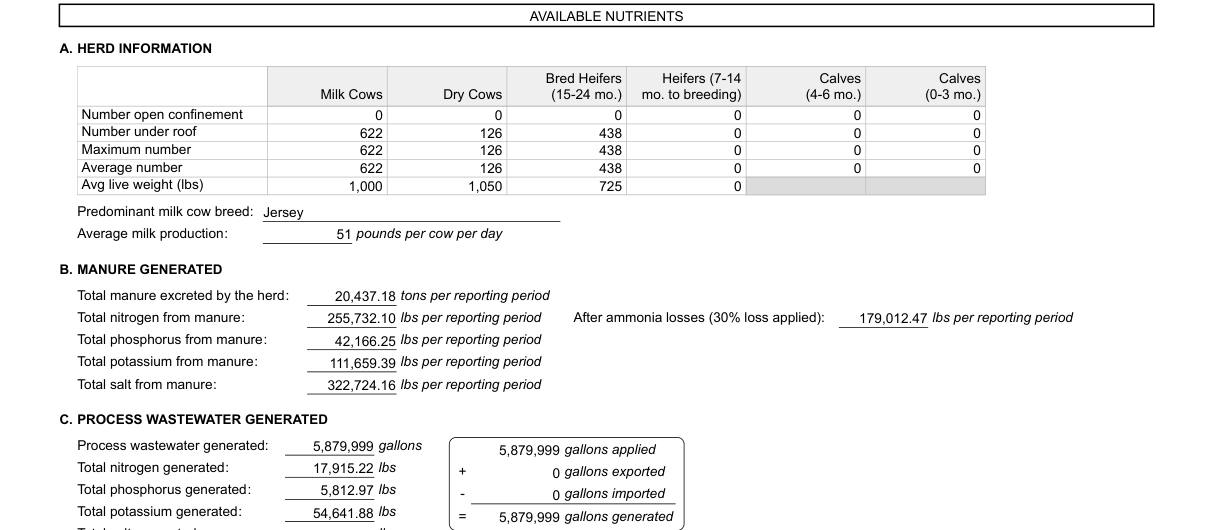 AVAILABLE NUTRIENTS
A. HERD INFORMATION
Milk Cows Dry Cows Bred Heifers (15-24 mo.) Heifers (7-14 mo. to breeding) Calves (4-6 mo.) Calves (0-3 mo.)
Number open confinement 0 0 0 0 0 0
Number under roof 622 126 438 0 0 0
Maximum number 622 126 438 0 0 0
Average number 622 126 438 0 0 0
Avg live weight (lbs) 1,000 1,050 725 0
Predominant milk cow breed: Jersey
Average milk production: 51 pounds per cow per day
B. MANURE GENERATED
Total manure excreted by the herd: 20,437.18 tons per reporting period
Total nitrogen from manure: 255,732.10 lbs per reporting period After ammonia losses (30% loss applied): 179,012.47 lbs per reporting period
Total phosphorus from manure: 42,166.25 lbs per reporting period
Total potassium from manure: 111,659.39 lbs per reporting period
Total salt from manure: 322,724.16 lbs per reporting period
C. PROCESS WASTEWATER GENERATED
Process wastewater generated: 5,879,999 gallons 5,879,999 gallons applied
Total nitrogen generated: 17,915.22 lbs + 0 gallons exported
Total phosphorus generated: 5,812.97 lbs - 0 gallons imported
Total potassium generated: 54,641.88 lbs = 5,879,999 gallons generated